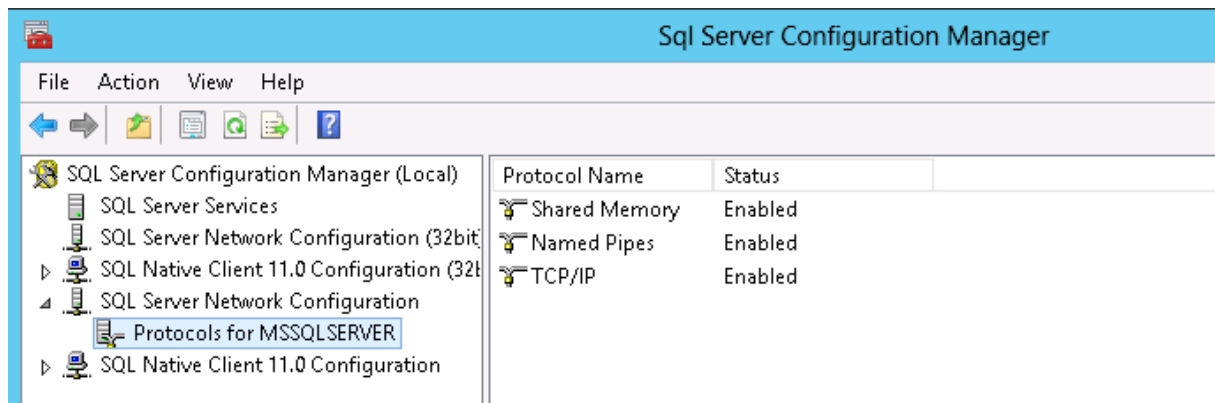 Sql Server Configuration Manager
File Action View Help
SQL Server Configuration Manager (Local)
SQL Server Services
SQL Server Network Configuration (32bit
SQL Native Client 11.0 Configuration (32b
SQL Server Network Configuration
Protocols for MSSQLSERVER
SQL Native Client 11.0 Configuration
Protocol Name Status
Shared Memory Enabled
Named Pipes Enabled
TCP/IP Enabled